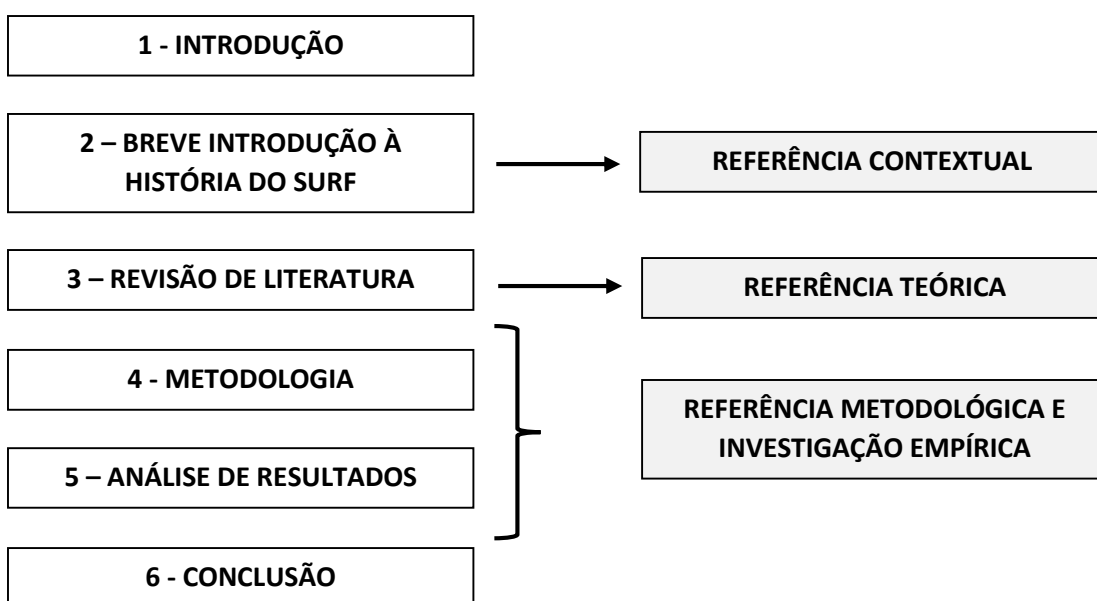 1 - INTRODUÇÃO
2 – BREVE INTRODUÇÃO À
HISTÓRIA DO SURF
REFERÊNCIA CONTEXTUAL
3 – REVISÃO DE LITERATURA
REFERÊNCIA TEÓRICA
4 - METODOLOGIA
REFERÊNCIA METODOLÓGICA E
INVESTIGAÇÃO EMPÍRICA
5 – ANÁLISE DE RESULTADOS
6 - CONCLUSÃO